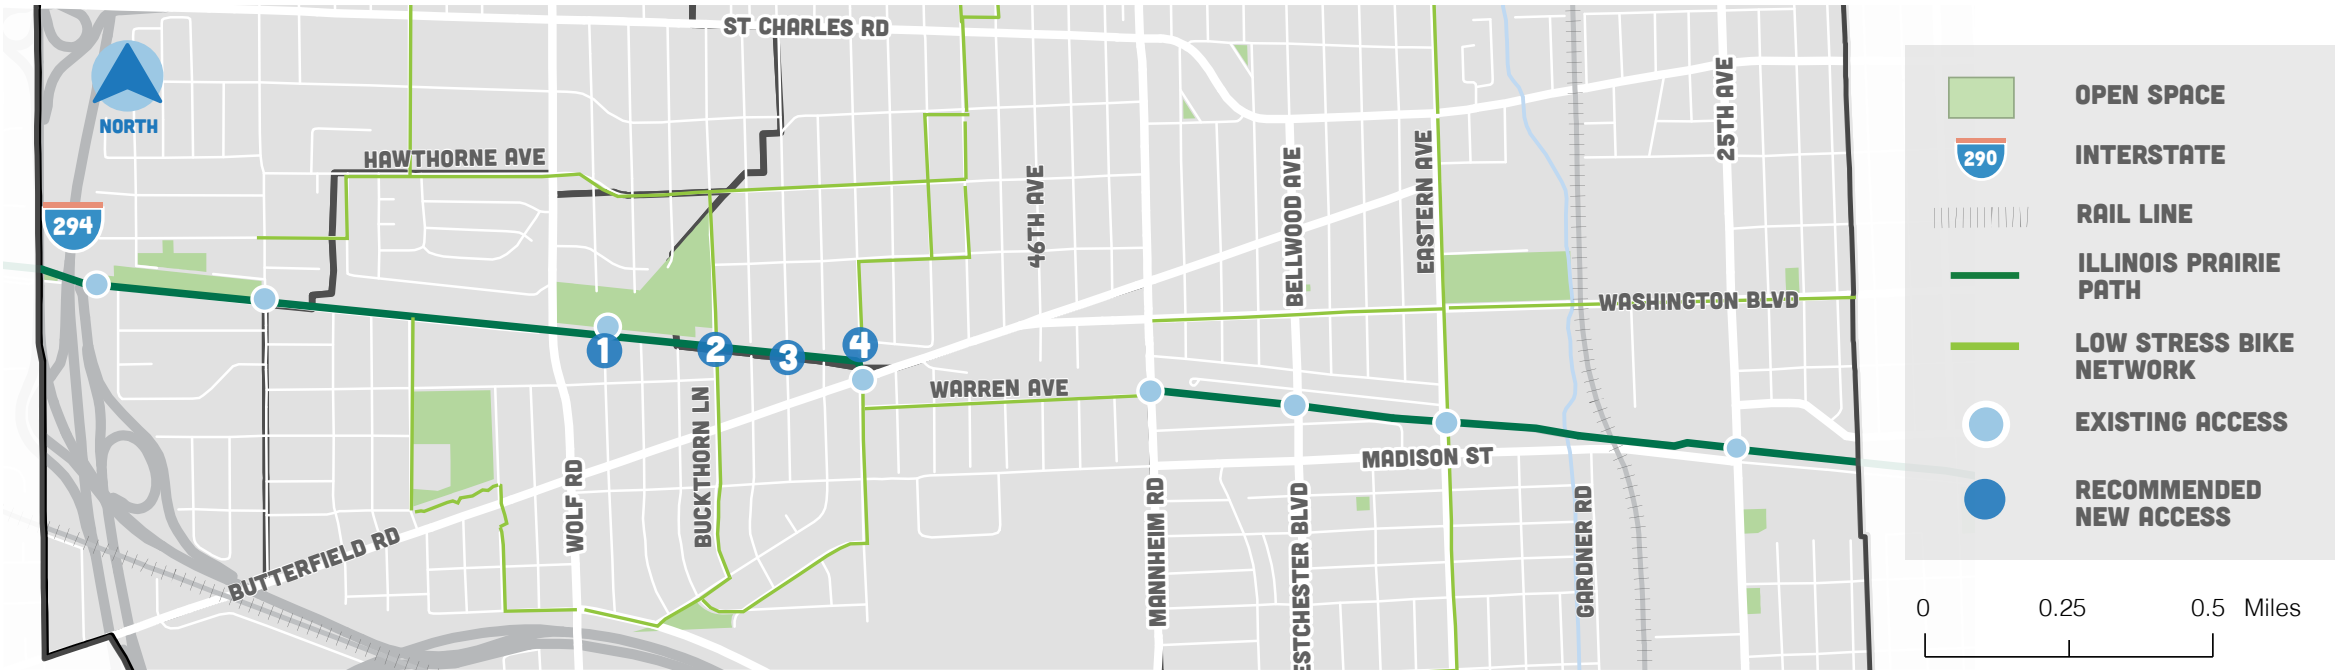 ST CHARLES RD
NORTH
HAWTHORNE AVE
294
46TH AVE
BELLWOOD AVE
EASTERN AVE
25TH AVE
WASHINGTON BLVD
1
2
3
4
WARREN AVE
BUCKTHORN LN
WOLF RD
BUTTERFIELD RD
MADISON ST
MANNHEIM RD
ESTCHESTER BLVD
GARDNER RD
OPEN SPACE
290
INTERSTATE
RAIL LINE
ILLINOIS PRAIRIE
PATH
LOW STRESS BIKE
NETWORK
EXISTING ACCESS
RECOMMENDED
NEW ACCESS
0 0.25 0.5 Miles